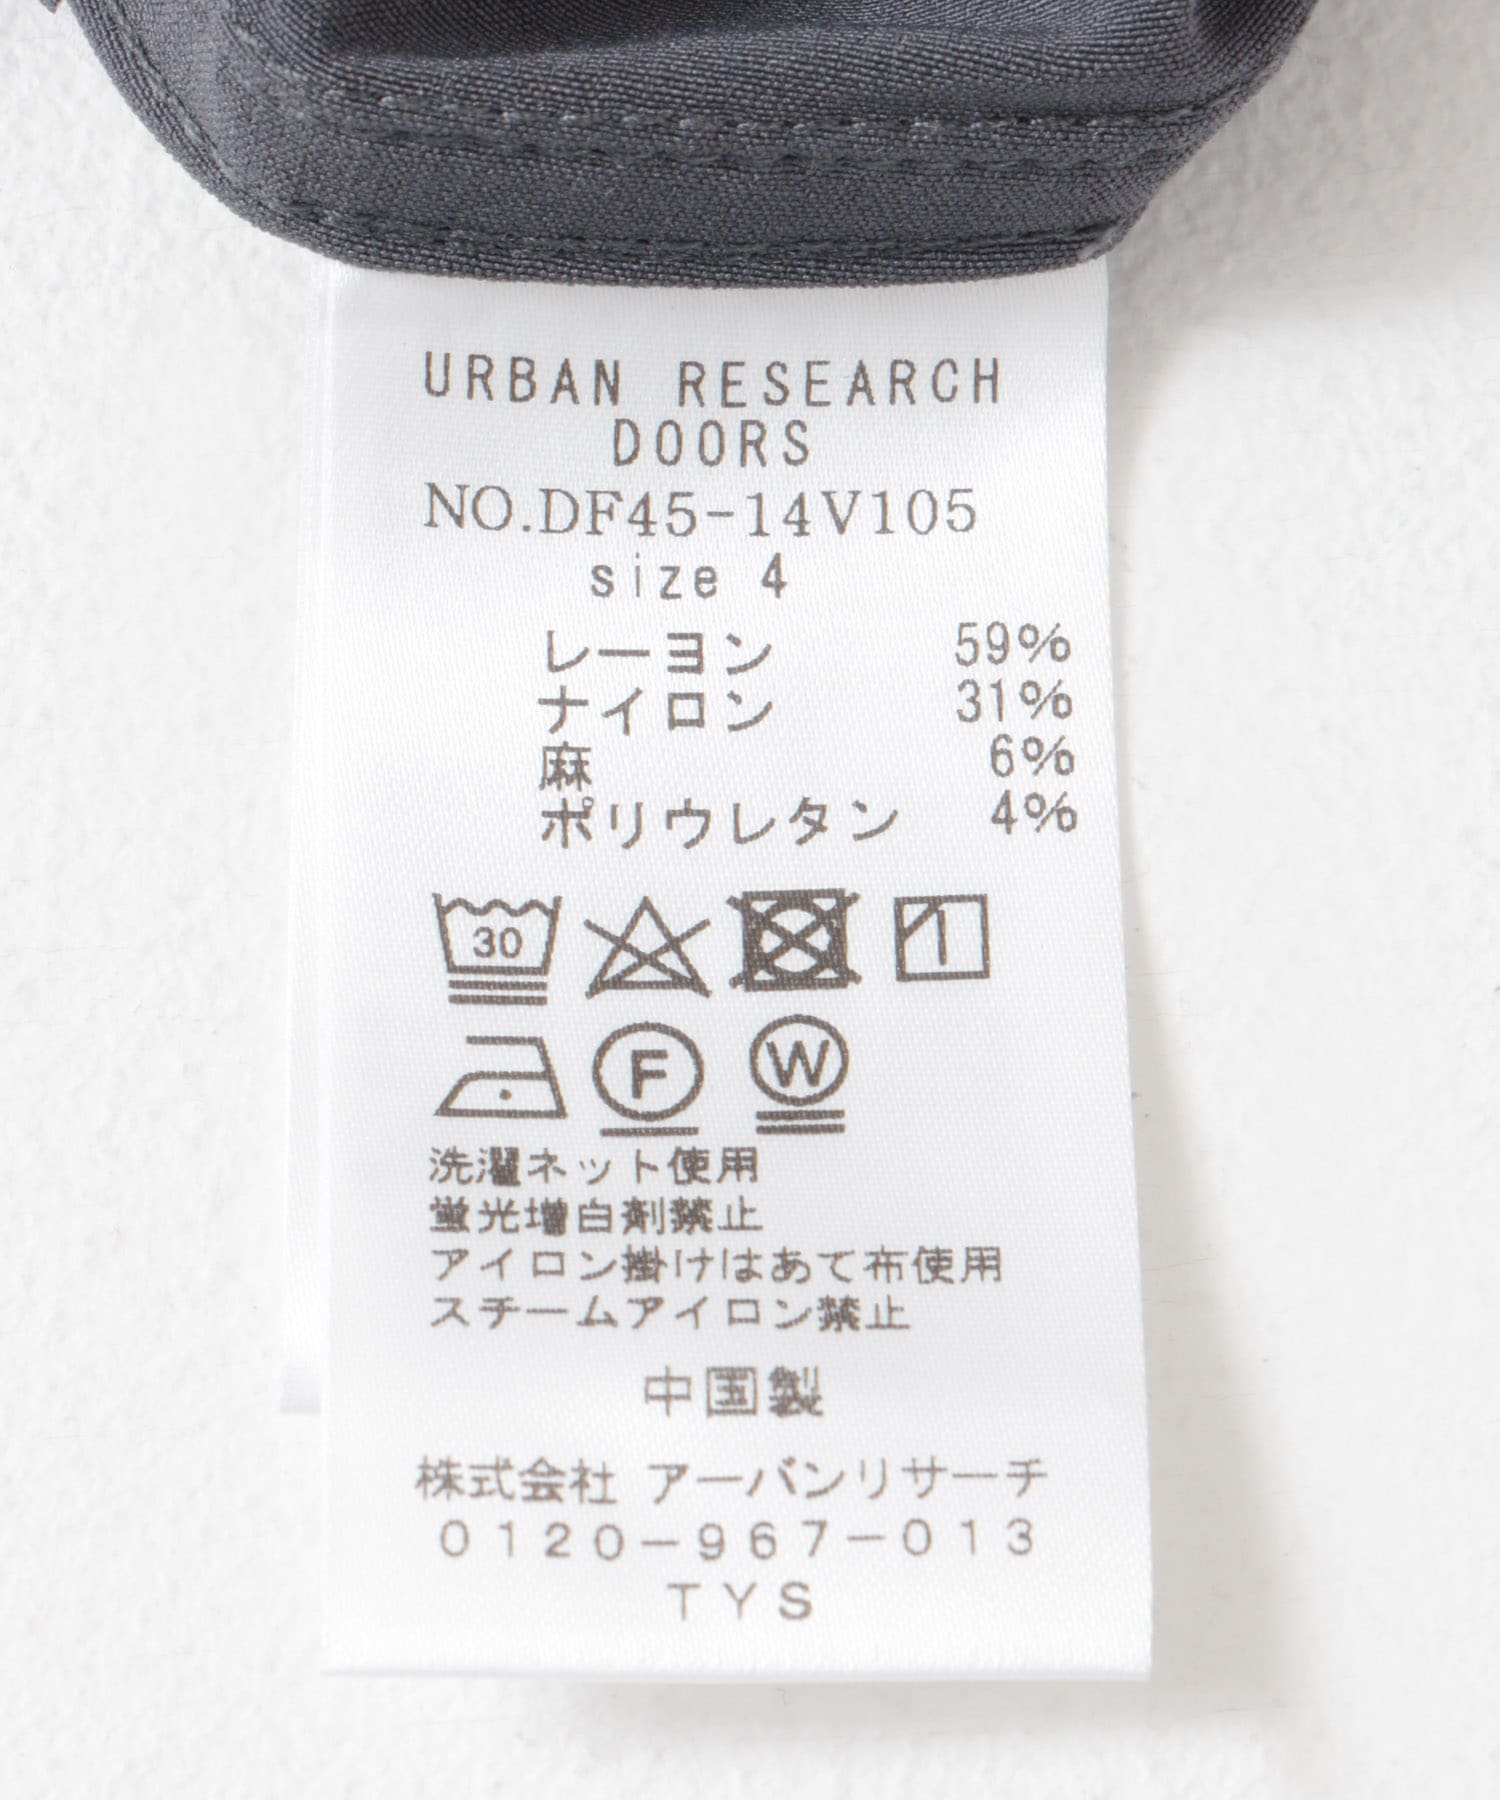 URBAN RESEARCH
DOORS
NO.DF45-14V105
size 4
レーヨン 59%
ナイロン 31%
麻 6%
ポリウレタン 4%
30
F W
洗濯ネット使用
蛍光増白剤禁止
アイロン掛けはあて布使用
スチームアイロン禁止
中国製
株式会社 アーバンリサーチ
0120-967-013
TYS